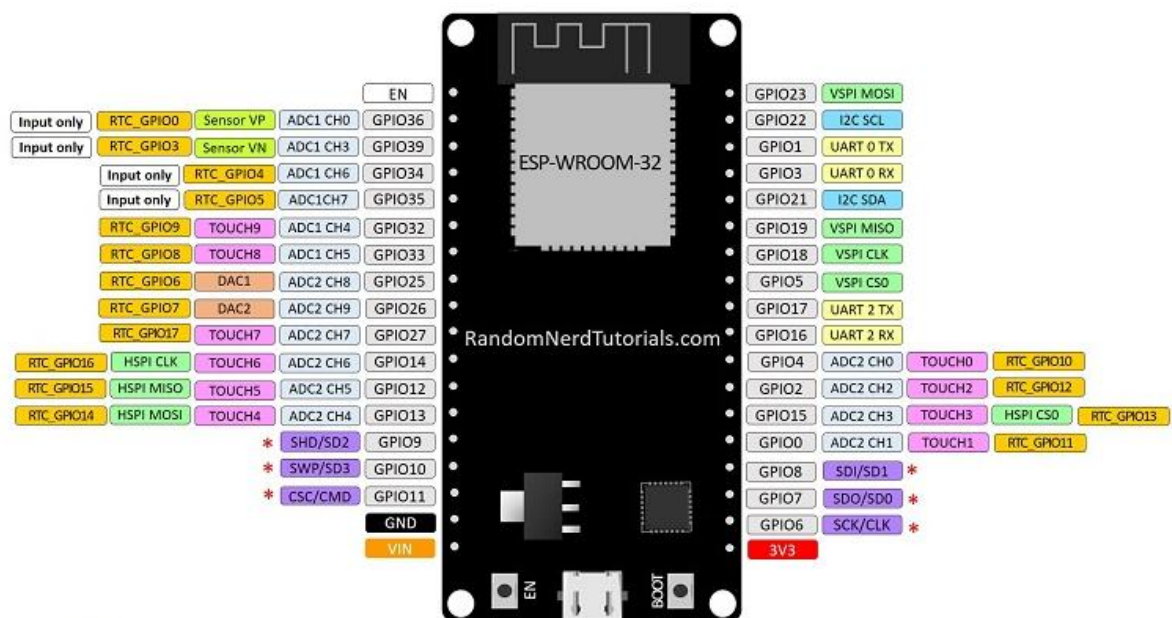 EN GPIO23 VSPI MOSI
Input only RTC_GPIO0 Sensor VP ADC1 CH0 GPIO36 GPIO22 I2C SCL
Input only RTC_GPIO3 Sensor VN ADC1 CH3 GPIO39 GPIO1 UART 0 TX
Input only RTC_GPIO4 ADC1 CH6 GPIO34 ESP-WROOM-32 GPIO3 UART 0 RX
Input only RTC_GPIO5 ADC1CH7 GPIO35 GPIO21 I2C SDA
RTC_GPIO9 TOUCH9 ADC1 CH4 GPIO32 GPIO19 VSPI MISO
RTC_GPIO8 TOUCH8 ADC1 CH5 GPIO33 GPIO18 VSPI CLK
RTC_GPIO6 DAC1 ADC2 CH8 GPIO25 GPIO5 VSPI CS0
RTC_GPIO7 DAC2 ADC2 CH9 GPIO26 GPIO17 UART 2 TX
RTC_GPIO17 TOUCH7 ADC2 CH7 GPIO27 RandomNerdTutorials.com GPIO16 UART 2 RX
RTC_GPIO16 HSPI CLK TOUCH6 ADC2 CH6 GPIO14 GPIO4 ADC2 CH0 TOUCH0 RTC_GPIO10
RTC_GPIO15 HSPI MISO TOUCH5 ADC2 CH5 GPIO12 GPIO2 ADC2 CH2 TOUCH2 RTC_GPIO12
RTC_GPIO14 HSPI MOSI TOUCH4 ADC2 CH4 GPIO13 GPIO15 ADC2 CH3 TOUCH3 HSPI CS0 RTC_GPIO13
* SHD/SD2 GPIO9 GPIO0 ADC2 CH1 TOUCH1 RTC_GPIO11
* SWP/SD3 GPIO10 GPIO8 SDI/SD1 *
* CSC/CMD GPIO11 GPIO7 SDO/SD0 *
GND GPIO6 SCK/CLK *
VIN 3V3
EN BOOT